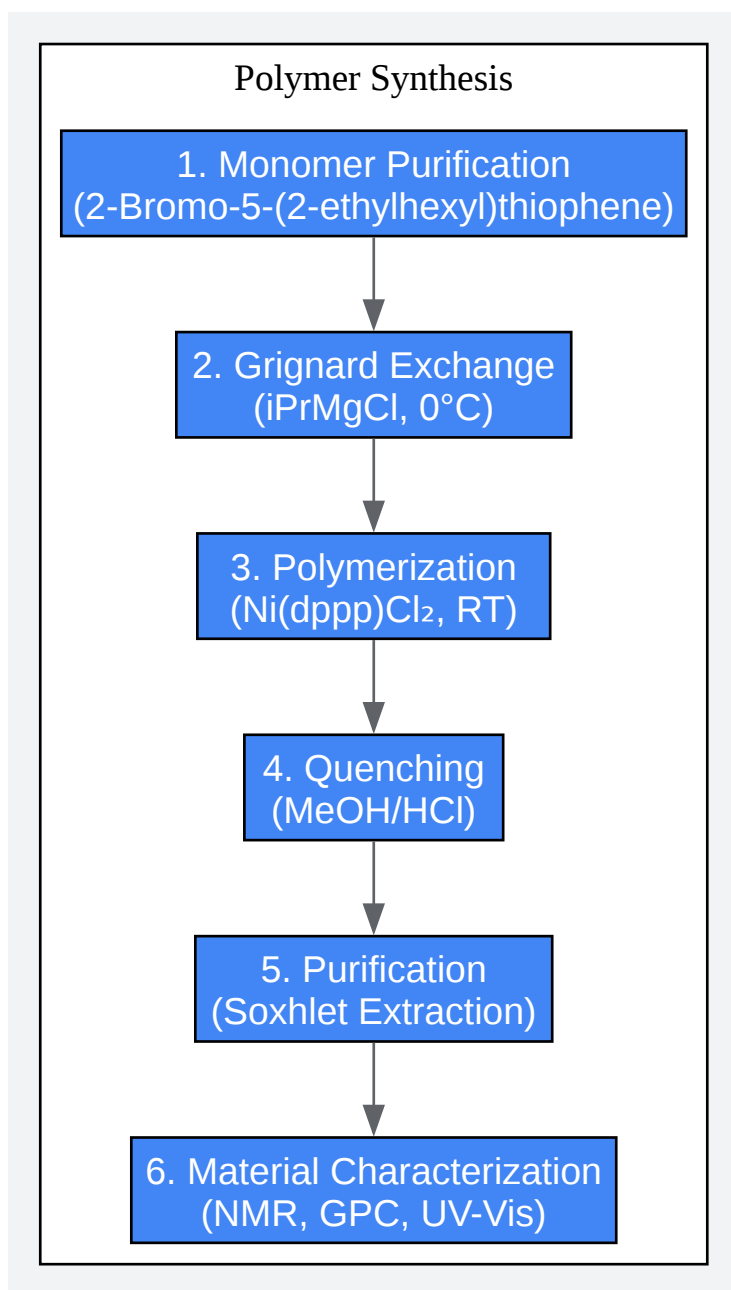 Polymer Synthesis
1. Monomer Purification
(2-Bromo-5-(2-ethylhexyl)thiophene)
2. Grignard Exchange
(iPrMgCl, 0°C)
3. Polymerization
(Ni(dppp)Cl₂, RT)
4. Quenching
(MeOH/HCl)
5. Purification
(Soxhlet Extraction)
6. Material Characterization
(NMR, GPC, UV-Vis)